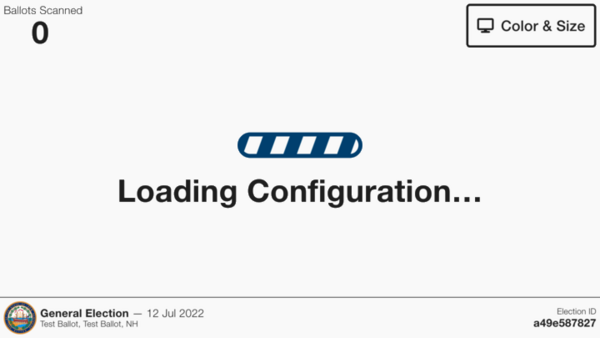 Ballots Scanned
0
Color & Size
Loading Configuration…
General Election — 12 Jul 2022
Test Ballot, Test Ballot, NH
Election ID
a49e587827